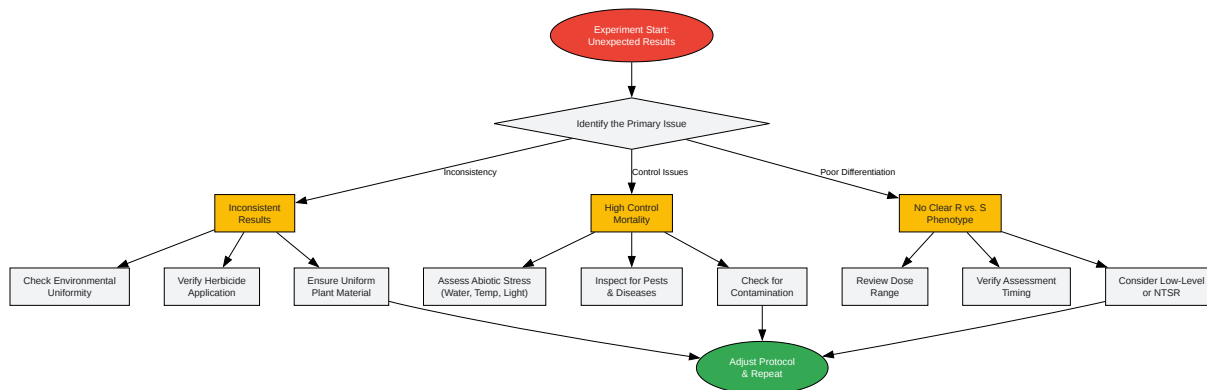 Experiment Start:
Unexpected Results
Identify the Primary Issue
Inconsistency
Control Issues
Poor Differentiation
Inconsistent
Results
High Control
Mortality
No Clear R vs. S
Phenotype
Check Environmental
Uniformity
Verify Herbicide
Application
Ensure Uniform
Plant Material
Assess Abiotic Stress
(Water, Temp, Light)
Inspect for Pests
& Diseases
Check for
Contamination
Review Dose
Range
Verify Assessment
Timing
Consider Low-Level
or NTSR
Adjust Protocol
& Repeat